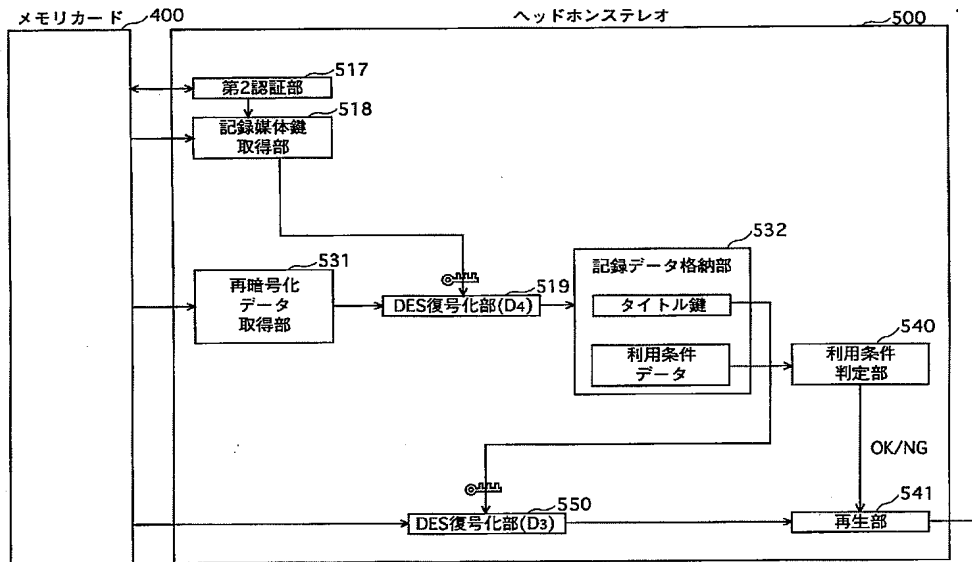 メモリカード
400
ヘッドホンステレオ
500
517
第2認証部
518
記録媒体鍵
取得部
532
記録データ格納部
531
再暗号化
データ
取得部
519
DES復号化部(D4)
タイトル鍵
利用条件
データ
540
利用条件
判定部
OK/NG
550
DES復号化部(D3)
541
再生部